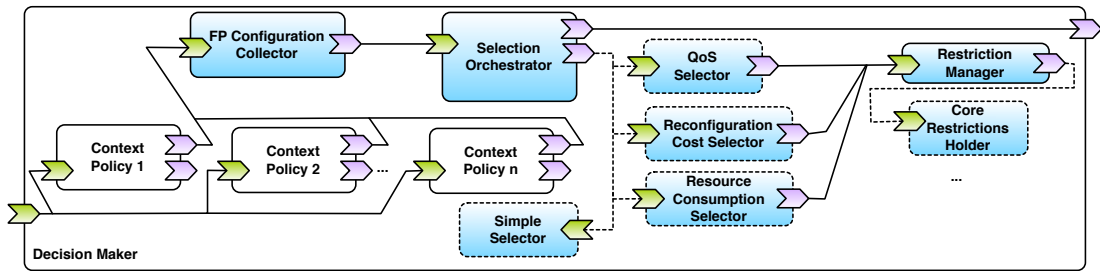 FP Configuration
Collector
Selection
Orchestrator
QoS
Selector
Restriction
Manager
Context
Policy 1
Context
Policy 2
...
Context
Policy n
Reconfiguration
Cost Selector
Core
Restrictions
Holder
...
Resource
Consumption
Selector
Simple
Selector
Decision Maker